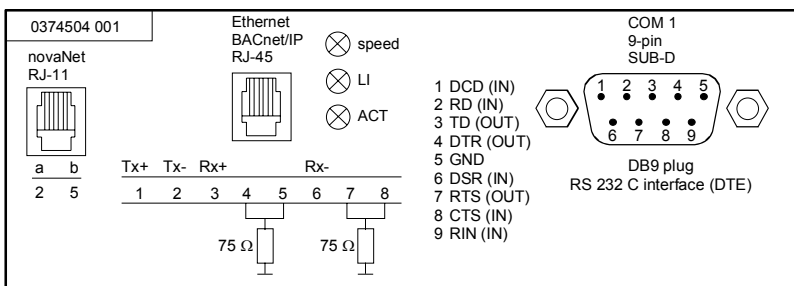 0374504 001
novaNet
RJ-11
a b
2 5
Ethernet
BACnet/IP
RJ-45
speed
LI
ACT
Tx+ Tx- Rx+ Rx-
1 2 3 4 5 6 7 8
75 Ω 75 Ω
1 DCD (IN)
2 RD (IN)
3 TD (OUT)
4 DTR (OUT)
5 GND
6 DSR (IN)
7 RTS (OUT)
8 CTS (IN)
9 RIN (IN)
COM 1
9-pin
SUB-D
1 2 3 4 5
6 7 8 9
DB9 plug
RS 232 C interface (DTE)